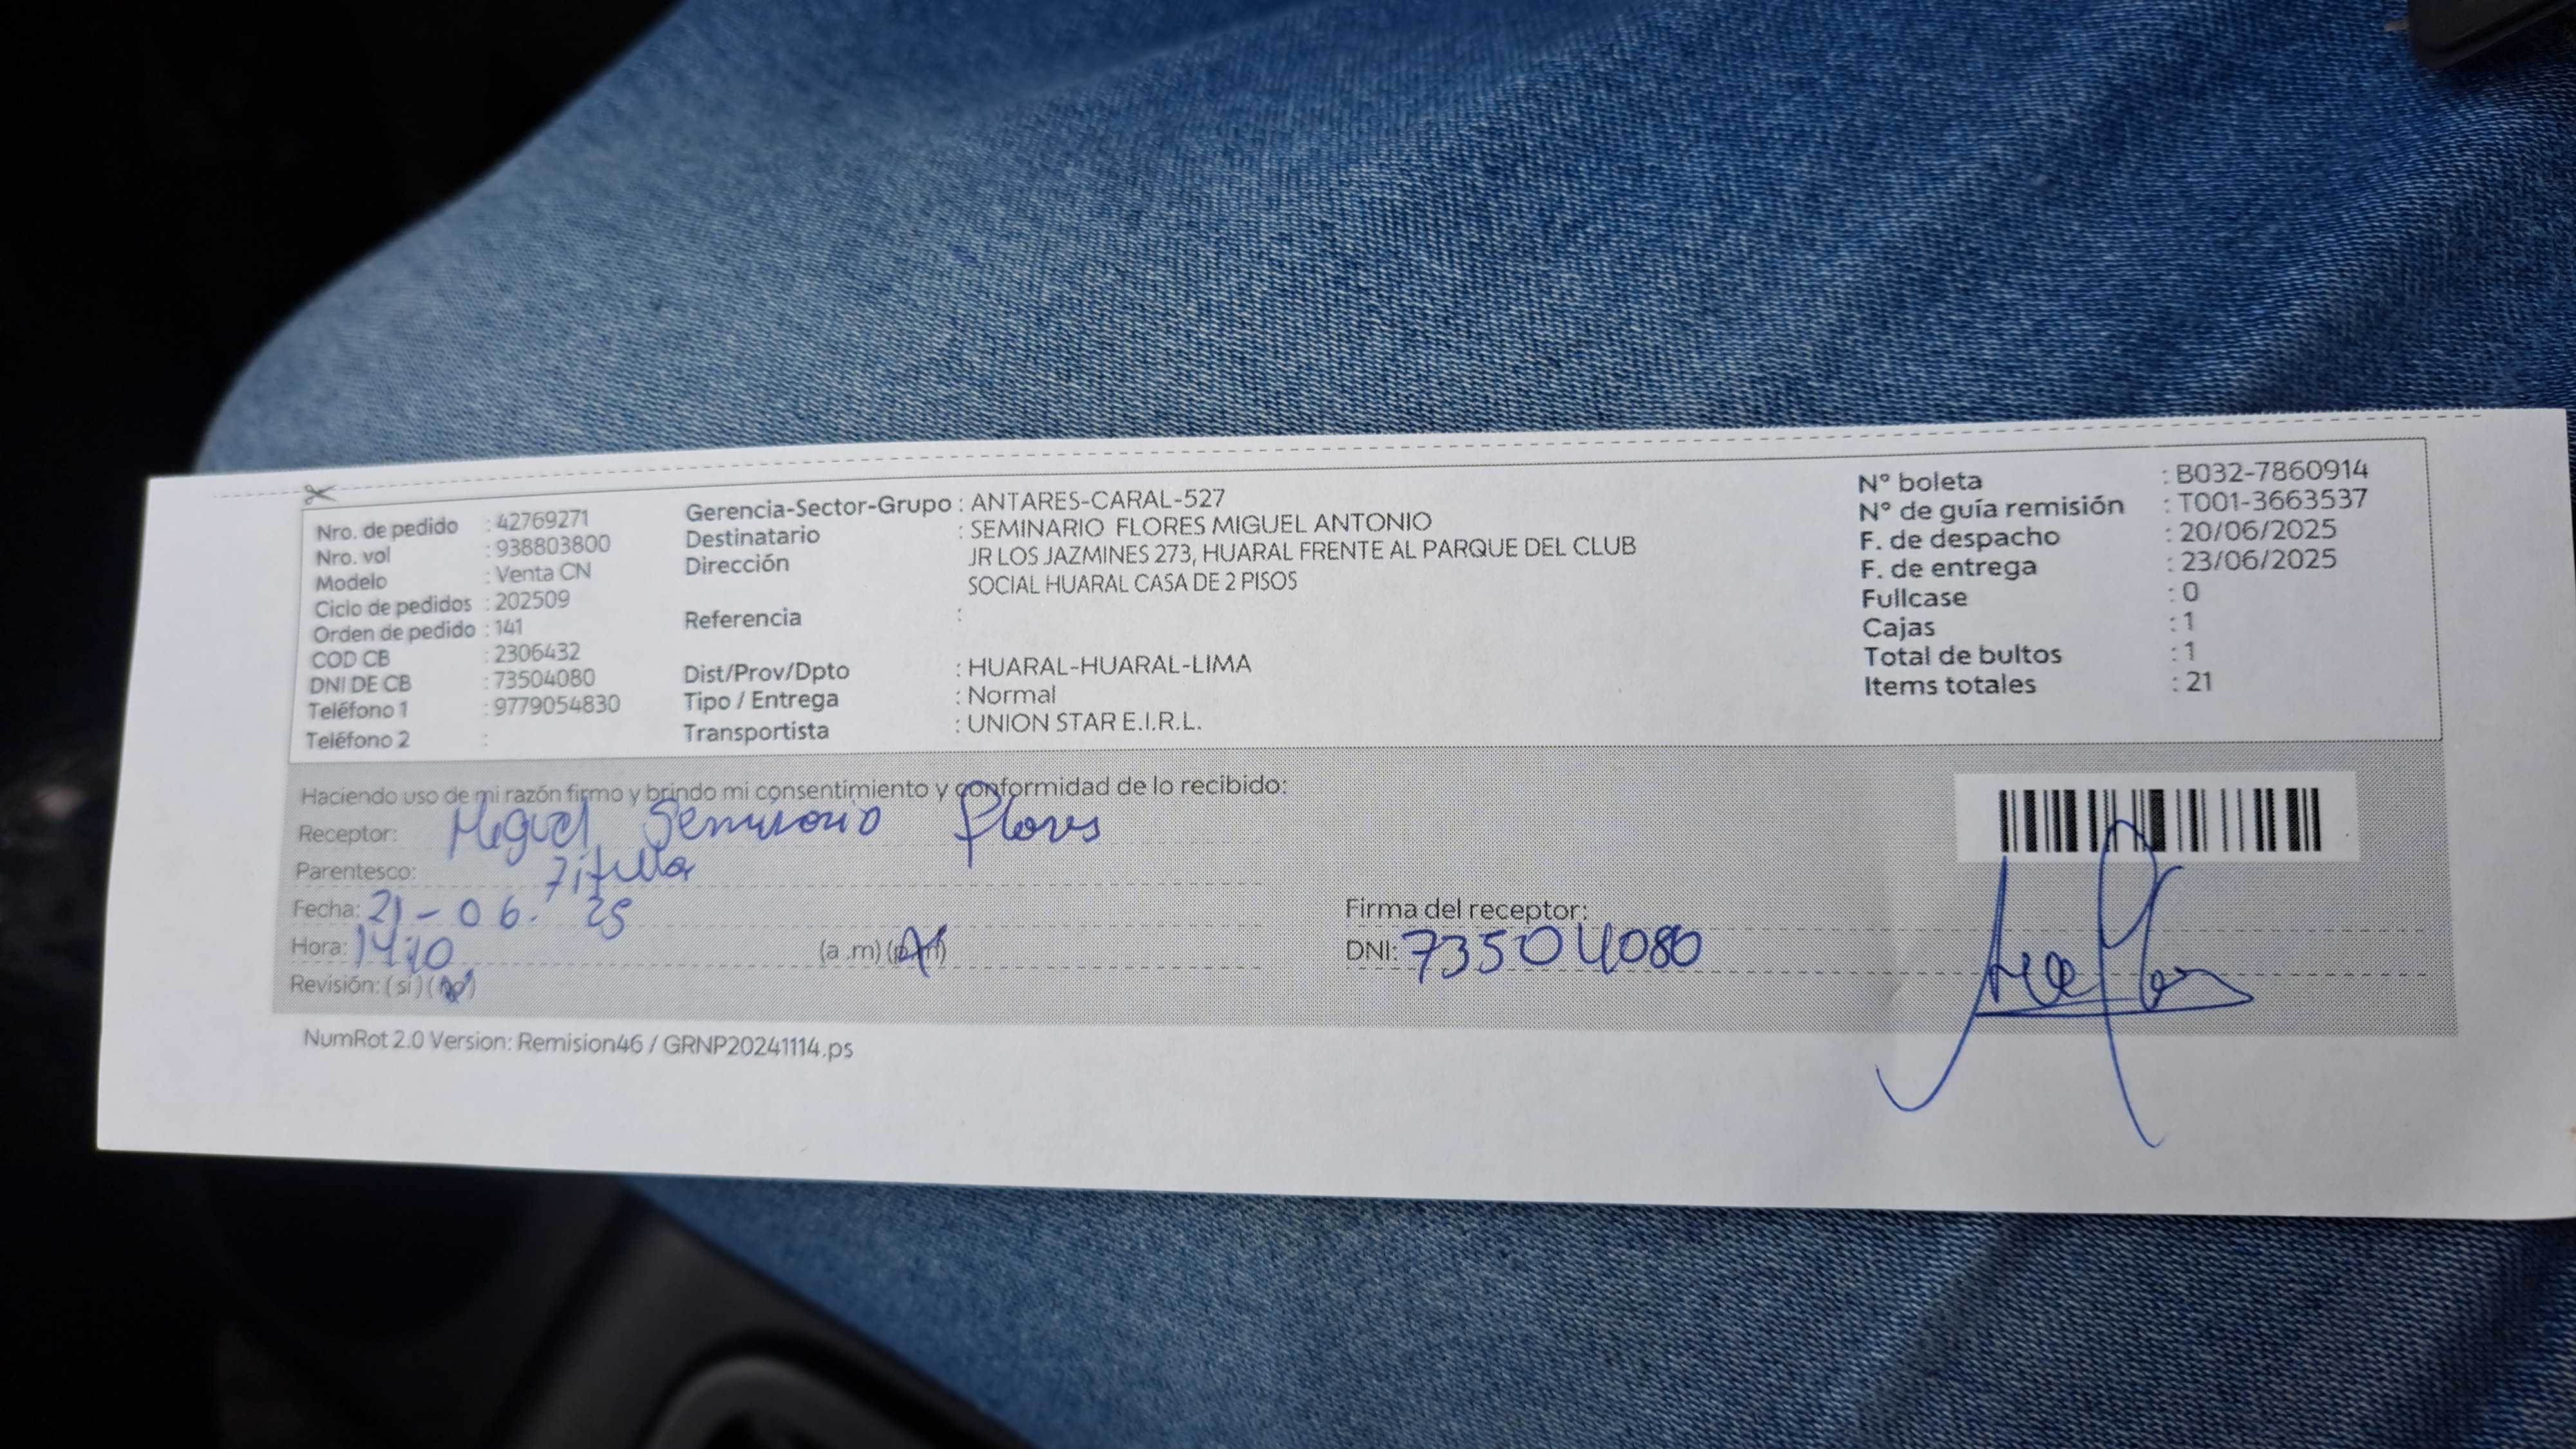 Nro. de pedido : 42769271
Nro. vol : 938803800
Modelo : Venta CN
Ciclo de pedidos : 202509
Orden de pedido : 141
COD CB : 2306432
DNI DE CB : 73504080
Teléfono 1 : 9779054830
Teléfono 2 :
Gerencia-Sector-Grupo : ANTARES-CARAL-527
Destinatario : SEMINARIO FLORES MIGUEL ANTONIO
Dirección JR LOS JAZMINES 273, HUARAL FRENTE AL PARQUE DEL CLUB
SOCIAL HUARAL CASA DE 2 PISOS
Referencia :
Dist/Prov/Dpto : HUARAL-HUARAL-LIMA
Tipo / Entrega : Normal
Transportista : UNION STAR E.I.R.L.
N° boleta : B032-7860914
N° de guía remisión : T001-3663537
F. de despacho : 20/06/2025
F. de entrega : 23/06/2025
Fullcase : 0
Cajas : 1
Total de bultos : 1
Items totales : 21
Haciendo uso de mi razón firmo y brindo mi consentimiento y conformidad de lo recibido:
Receptor: Miguel Seminario Flores
Parentesco: Titular
Fecha: 21-06. 25
Hora: 14:10 (a .m) (p.m)
Revisión: (si) (no)
Firma del receptor:
DNI: 73504080
NumRot 2.0 Version: Remision46 / GRNP20241114.ps